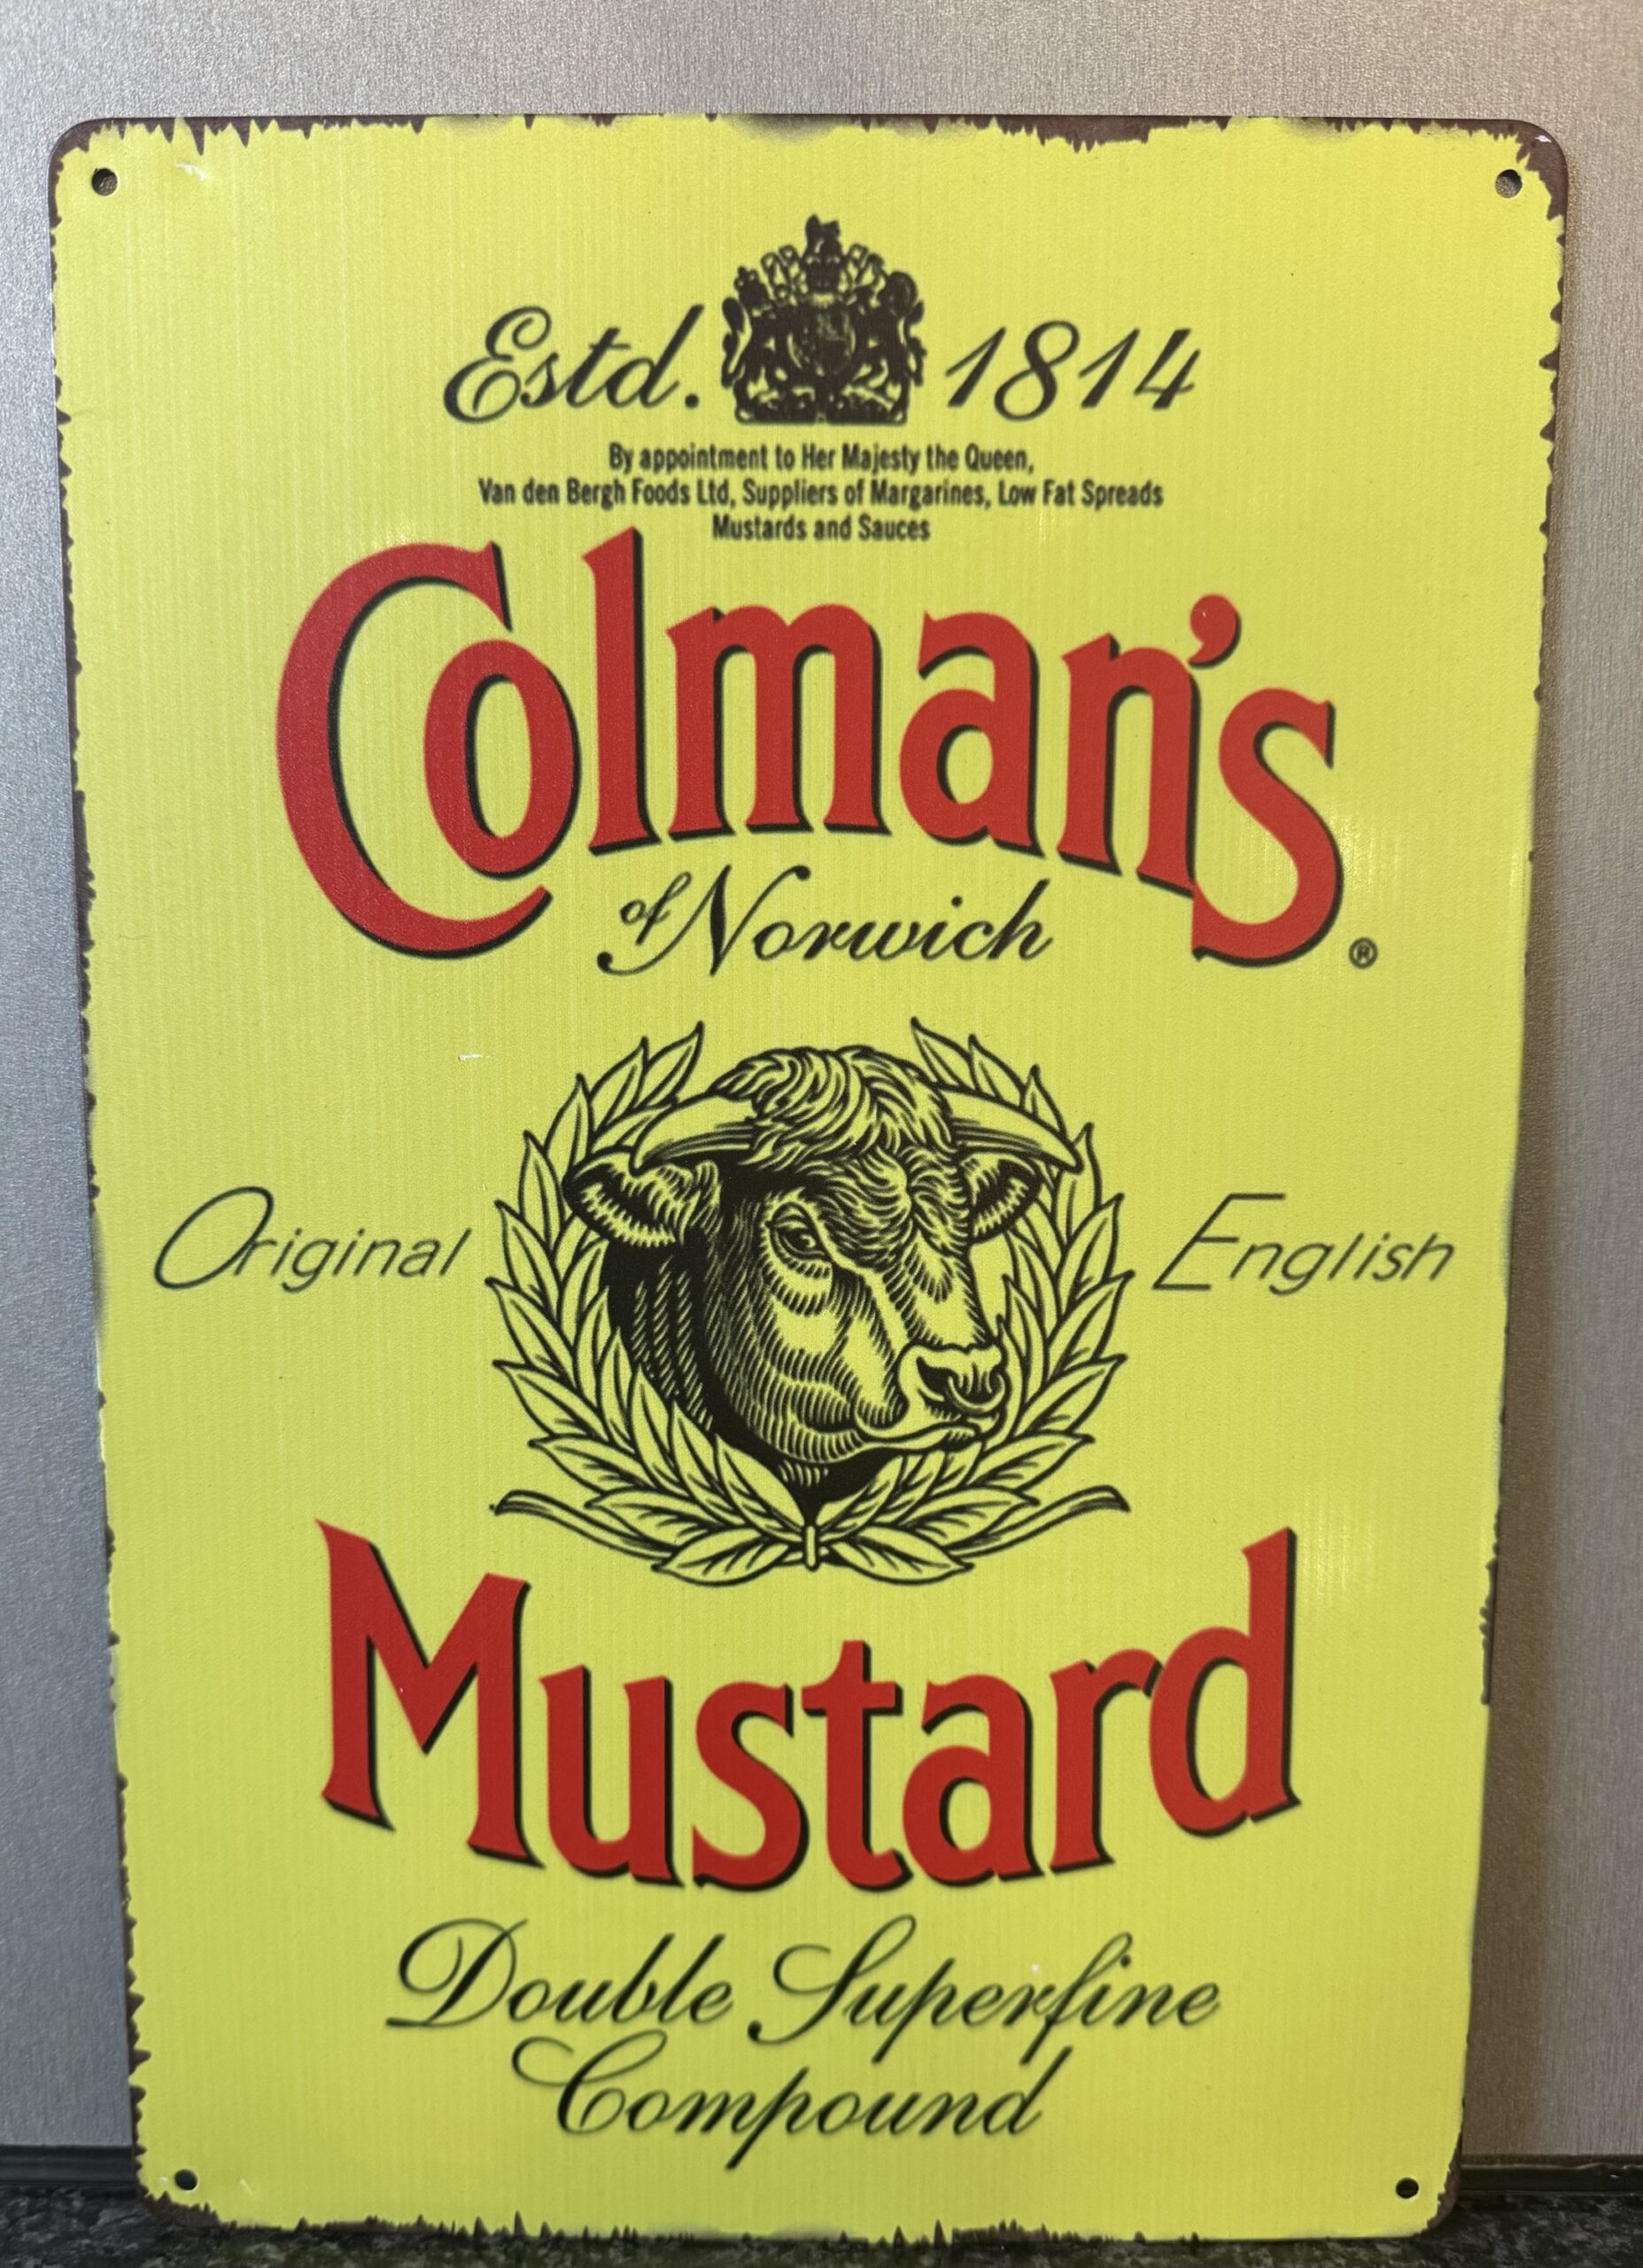 Estd. 1814
By appointment to Her Majesty the Queen,
Van den Bergh Foods Ltd, Suppliers of Margarines, Low Fat Spreads
Mustards and Sauces
Colman's
of Norwich ®
Original English
Mustard
Double Superfine
Compound